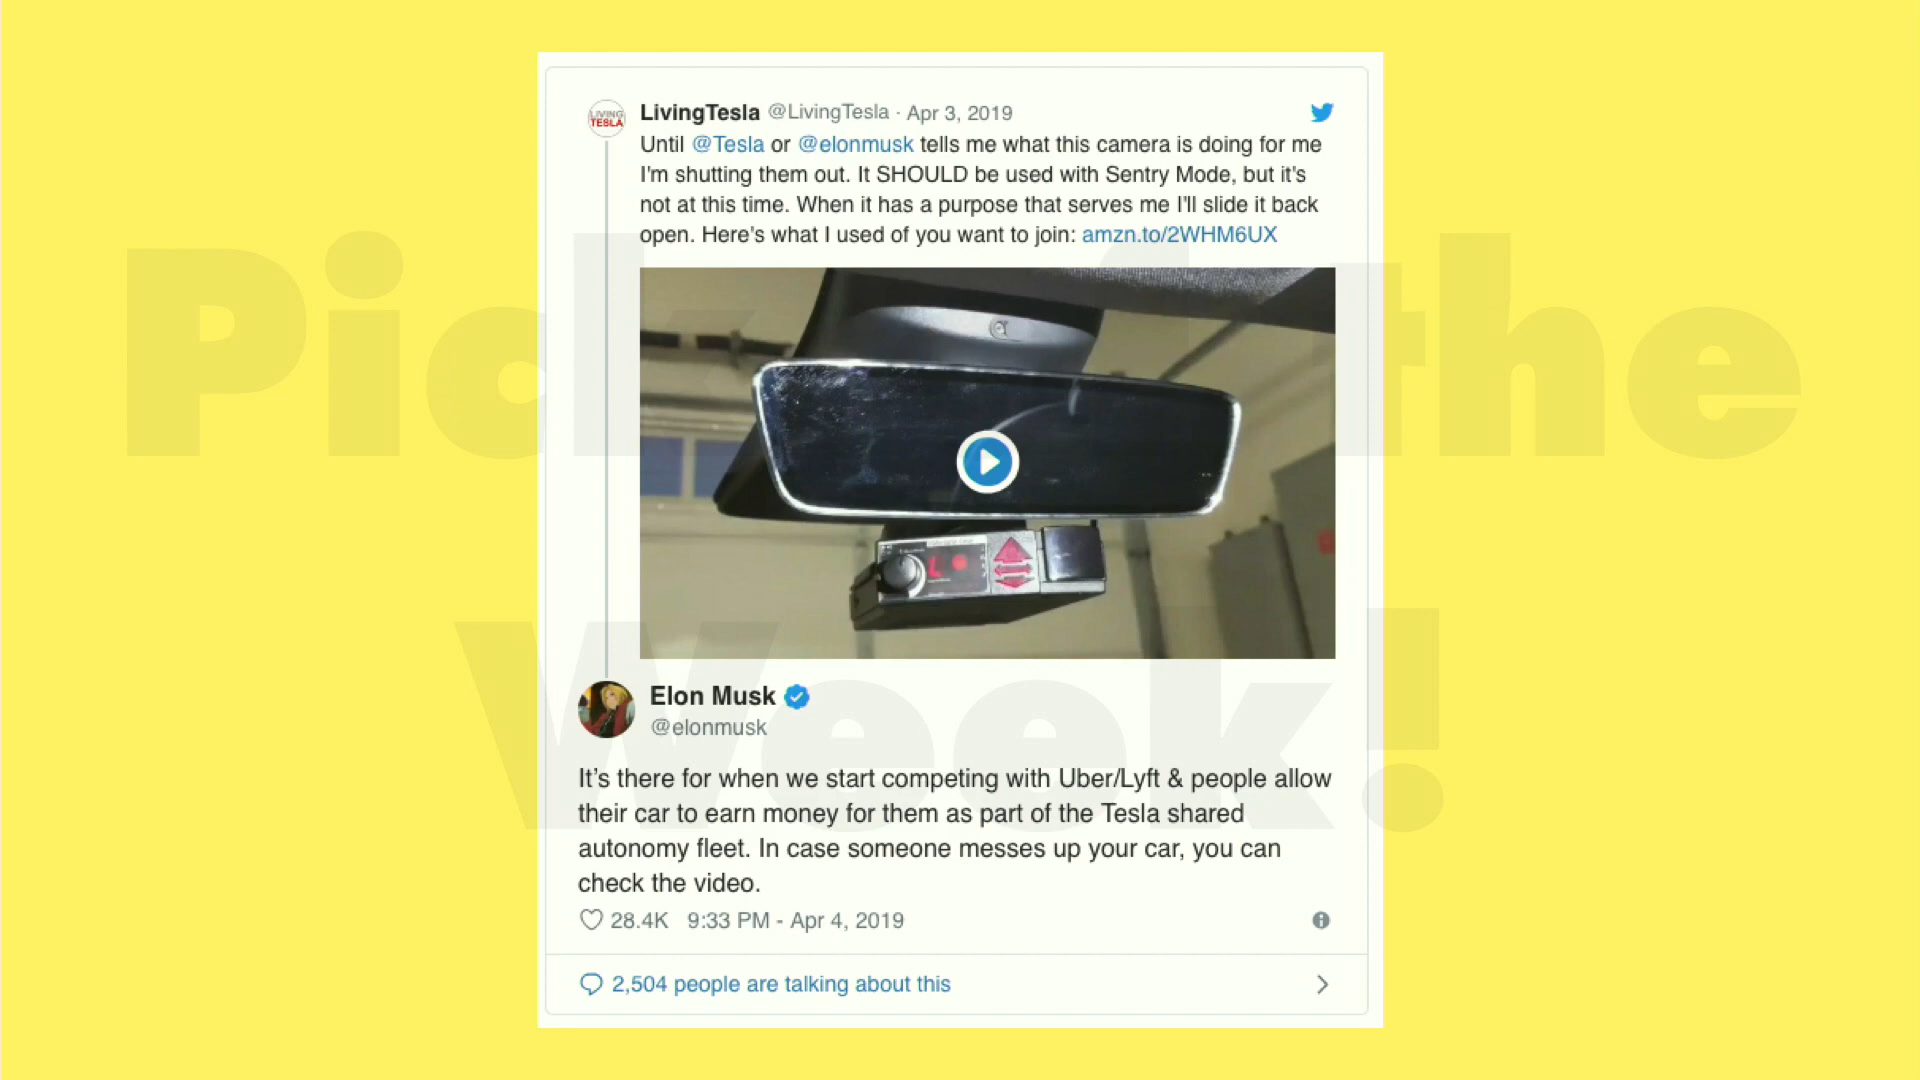 Pick of the
Week!
LIVING
TESLA
LivingTesla @LivingTesla · Apr 3, 2019
Until @Tesla or @elonmusk tells me what this camera is doing for me
I'm shutting them out. It SHOULD be used with Sentry Mode, but it's
not at this time. When it has a purpose that serves me I'll slide it back
open. Here's what I used of you want to join: amzn.to/2WHM6UX
Elon Musk
@elonmusk
It’s there for when we start competing with Uber/Lyft & people allow
their car to earn money for them as part of the Tesla shared
autonomy fleet. In case someone messes up your car, you can
check the video.
28.4K 9:33 PM - Apr 4, 2019
2,504 people are talking about this